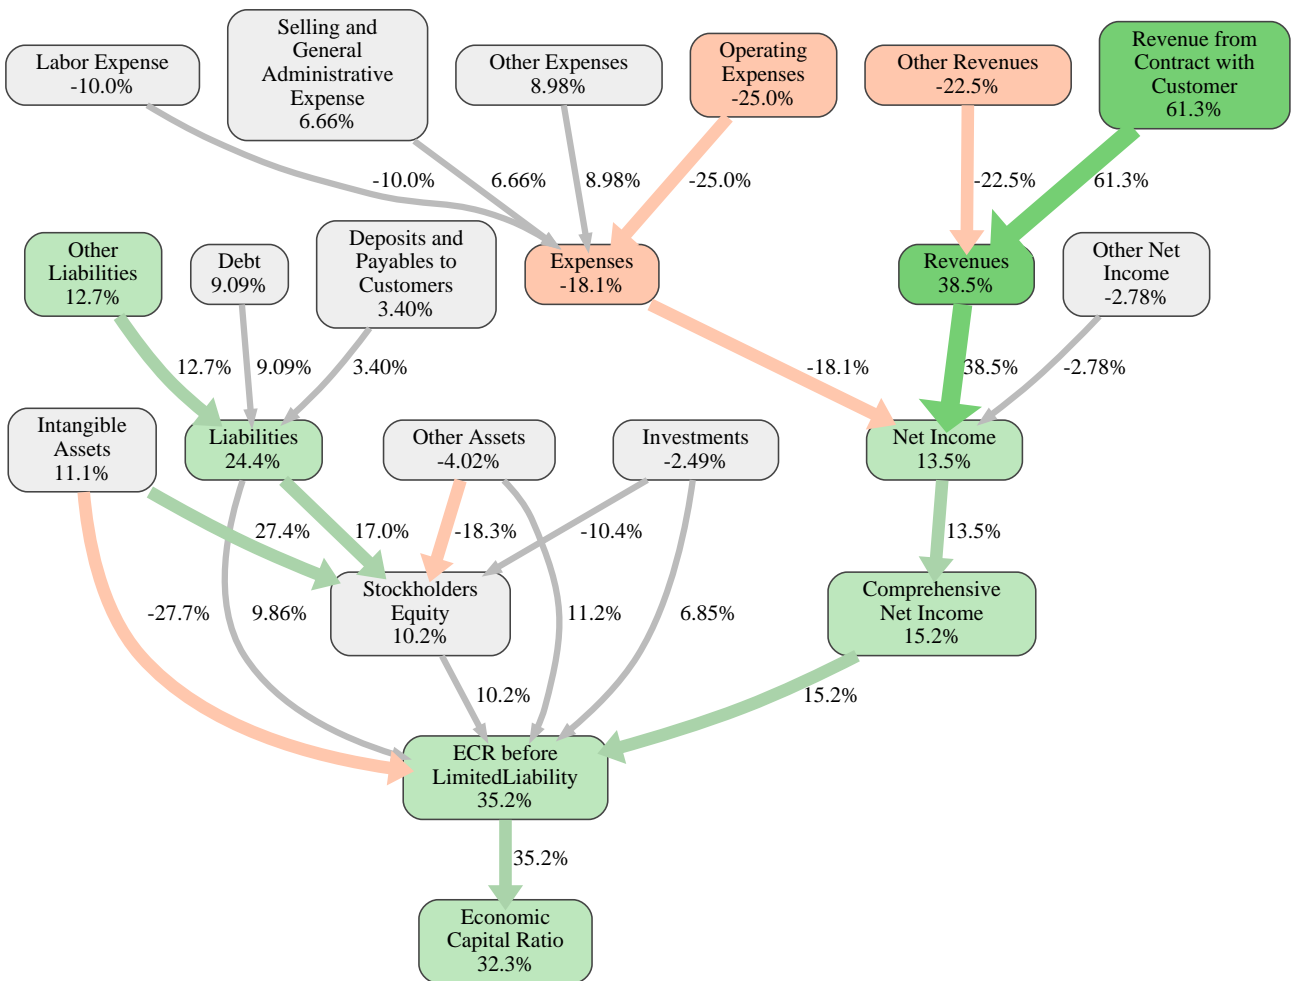 Labor Expense
-10.0%
Selling and
General
Administrative
Expense
6.66%
Other Expenses
8.98%
Operating
Expenses
-25.0%
Other Revenues
-22.5%
Revenue from
Contract with
Customer
61.3%
-10.0%
6.66%
8.98%
-25.0%
-22.5%
61.3%
Other
Liabilities
12.7%
Debt
9.09%
Deposits and
Payables to
Customers
3.40%
Expenses
-18.1%
Revenues
38.5%
Other Net
Income
-2.78%
12.7%
9.09%
3.40%
-18.1%
38.5%
-2.78%
Intangible
Assets
11.1%
Liabilities
24.4%
Other Assets
-4.02%
Investments
-2.49%
Net Income
13.5%
27.4%
17.0%
-18.3%
-10.4%
13.5%
Stockholders
Equity
10.2%
Comprehensive
Net Income
15.2%
-27.7%
9.86%
11.2%
6.85%
10.2%
15.2%
ECR before
LimitedLiability
35.2%
35.2%
Economic
Capital Ratio
32.3%